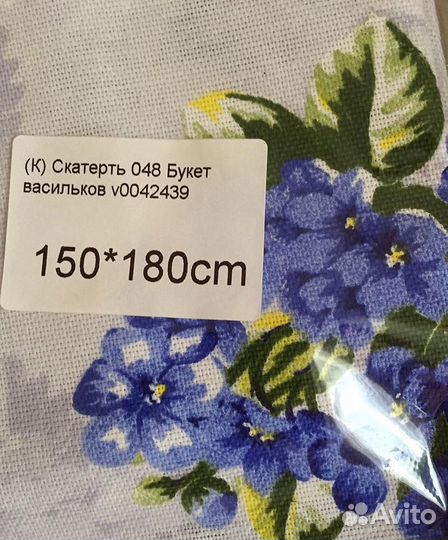 (К) Скатерть 048 Букет
васильков v0042439
150*180cm
Avito